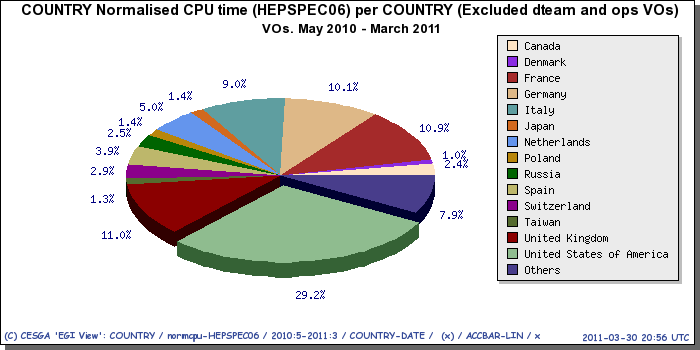 COUNTRY Normalised CPU time (HEPSPEC06) per COUNTRY (Excluded dteam and ops VOs)
VOs. May 2010 - March 2011
Canada
Denmark
France
Germany
Italy
Japan
Netherlands
Poland
Russia
Spain
Switzerland
Taiwan
United Kingdom
United States of America
Others
10.1%
9.0%
1.4%
5.0%
1.4%
2.5%
3.9%
2.9%
1.3%
11.0%
29.2%
7.9%
2.4%
1.0%
10.9%
(C) CESGA 'EGI View': COUNTRY / normcpu-HEPSPEC06 / 2010:5-2011:3 / COUNTRY-DATE / (x) / ACCBAR-LIN / x
2011-03-30 20:56 UTC